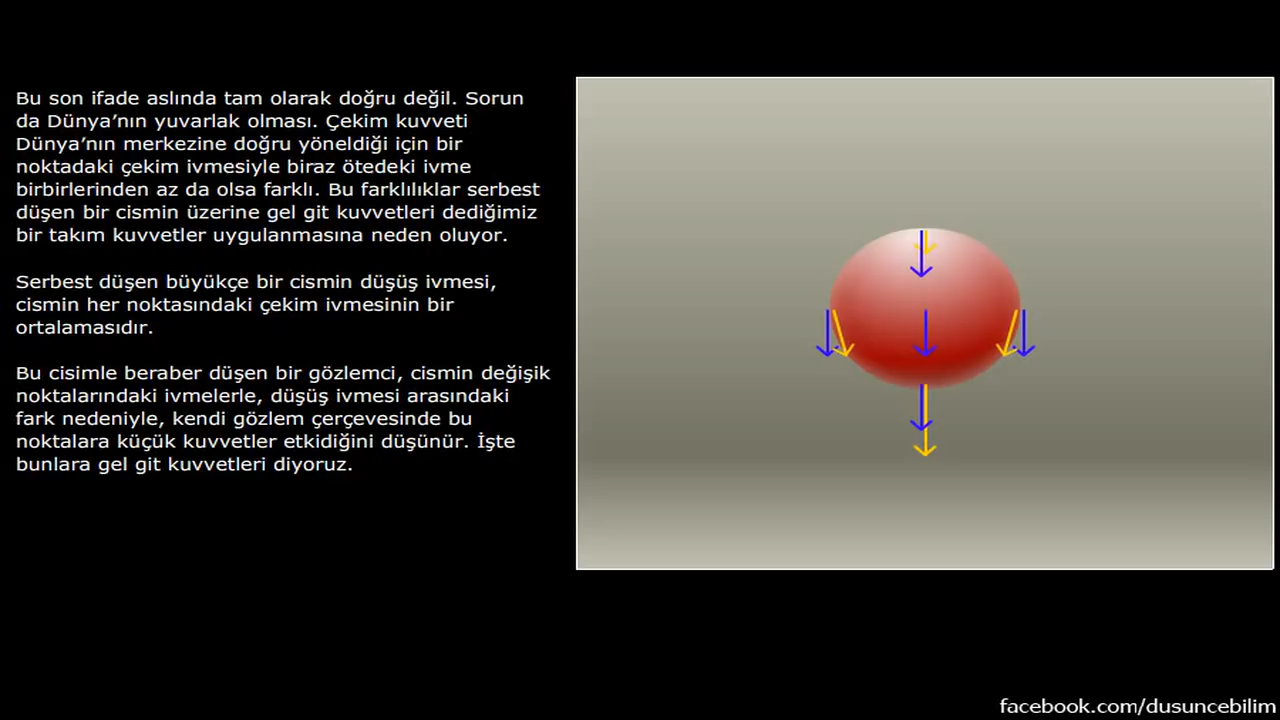 Bu son ifade aslında tam olarak doğru değil. Sorun
da Dünya’nın yuvarlak olması. Çekim kuvveti
Dünya’nın merkezine doğru yöneldiği için bir
noktadaki çekim ivmesiyle biraz ötedeki ivme
birbirlerinden az da olsa farklı. Bu farklılıklar serbest
düşen bir cismin üzerine gel git kuvvetleri dediğimiz
bir takım kuvvetler uygulanmasına neden oluyor.
Serbest düşen büyükçe bir cismin düşüş ivmesi,
cismin her noktasındaki çekim ivmesinin bir
ortalamasıdır.
Bu cisimle beraber düşen bir gözlemci, cismin değişik
noktalarındaki ivmelerle, düşüş ivmesi arasındaki
fark nedeniyle, kendi gözlem çerçevesinde bu
noktalara küçük kuvvetler etkidiğini düşünür. İşte
bunlara gel git kuvvetleri diyoruz.
facebook.com/dusuncebilim